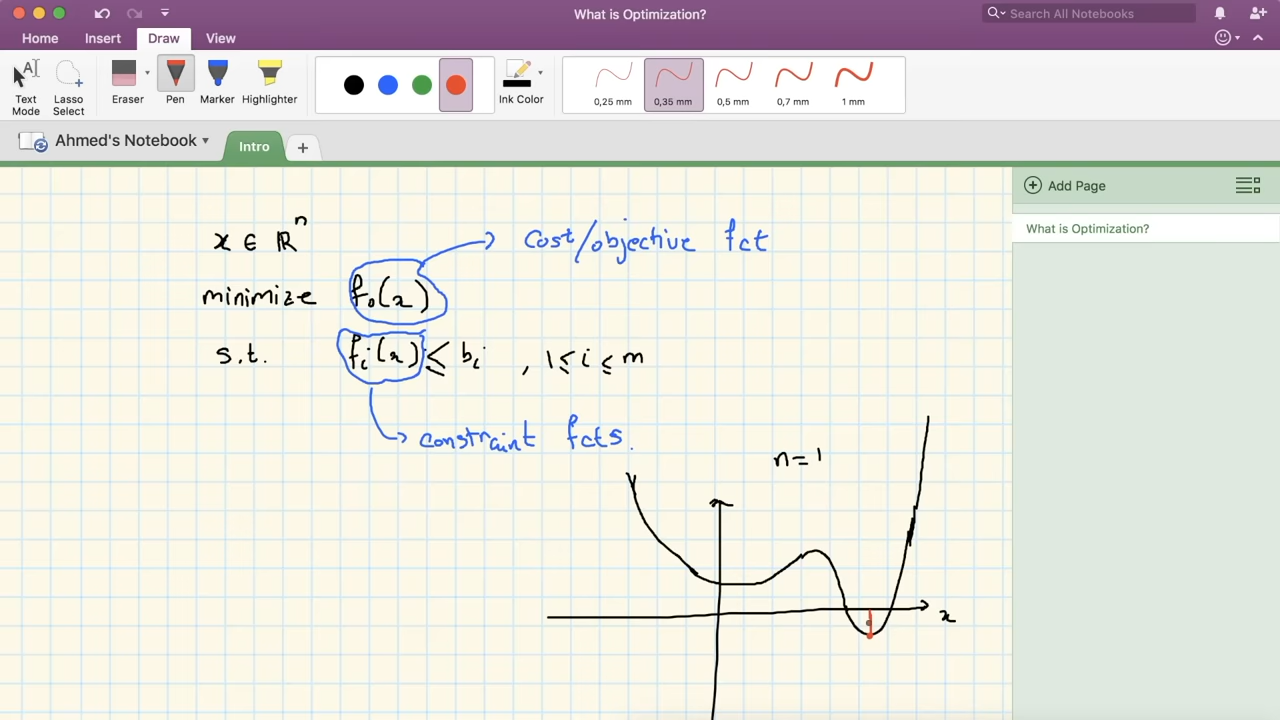 What is Optimization?
Search All Notebooks
Home Insert Draw View
Text Mode
Lasso Select
Eraser
Pen
Marker
Highlighter
Ink Color
0,25 mm
0,35 mm
0,5 mm
0,7 mm
1 mm
Ahmed's Notebook
Intro
+
Add Page
What is Optimization?
x ∈ ℝⁿ
cost/objective fct
minimize f₀(x)
s.t. fᵢ(x) ≤ bᵢ , 1 ≤ i ≤ m
constraint fcts.
n=1
x